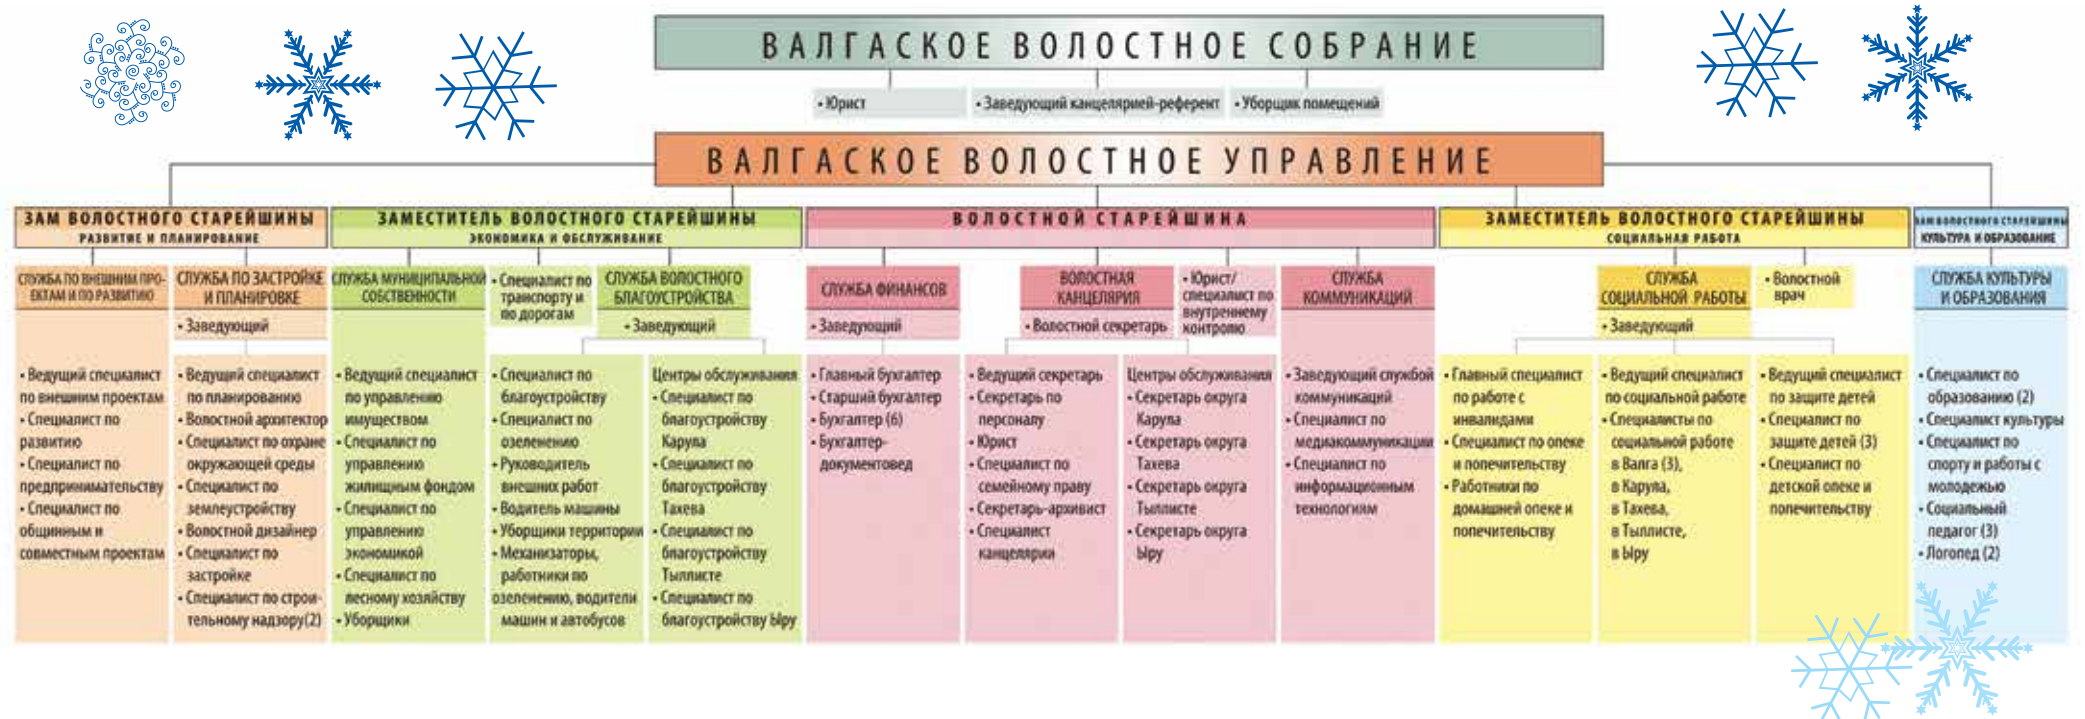 ВАЛГАСКОЕ ВОЛОСТНОЕ СОБРАНИЕ
• Юрист
• Заведующий канцелярией-референт
• Уборщик помещений
ВАЛГАСКОЕ ВОЛОСТНОЕ УПРАВЛЕНИЕ
ЗАМ ВОЛОСТНОГО СТАРЕЙШИНЫ
РАЗВИТИЕ И ПЛАНИРОВАНИЕ
СЛУЖБА ПО ВНЕШНИМ ПРО-
ЕКТАМ И ПО РАЗВИТИЮ
• Ведущий специалист
по внешним проектам
• Специалист по
развитию
• Специалист по
предпринимательству
• Специалист по
общинным и
совместным проектам
СЛУЖБА ПО ЗАСТРОЙКЕ
И ПЛАНИРОВКЕ
• Заведующий
• Ведущий специалист
по планированию
• Волостной архитектор
• Специалист по охране
окружающей среды
• Специалист по
землеустройству
• Волостной дизайнер
• Специалист по
застройке
• Специалист по строи-
тельному надзору(2)
ЗАМЕСТИТЕЛЬ ВОЛОСТНОГО СТАРЕЙШИНЫ
ЭКОНОМИКА И ОБСЛУЖИВАНИЕ
СЛУЖБА МУНИЦИПАЛЬНОЙ
СОБСТВЕННОСТИ
• Ведущий специалист
по управлению
имуществом
• Специалист по
управлению
жилищным фондом
• Специалист по
управлению
экономикой
• Специалист по
лесному хозяйству
• Уборщики
• Специалист по
транспорту и
по дорогам
СЛУЖБА ВОЛОСТНОГО
БЛАГОУСТРОЙСТВА
• Заведующий
• Специалист по
благоустройству
• Специалист по
озеленению
• Руководитель
внешних работ
• Водитель машины
• Уборщики территории
• Механизаторы,
работники по
озеленению, водители
машин и автобусов
Центры обслуживания
• Специалист по
благоустройству
Карула
• Специалист по
благоустройству
Тахева
• Специалист по
благоустройству
Тыллисте
• Специалист по
благоустройству Ыру
ВОЛОСТНОЙ СТАРЕЙШИНА
СЛУЖБА ФИНАНСОВ
• Заведующий
• Главный бухгалтер
• Старший бухгалтер
• Бухгалтер (6)
• Бухгалтер-
документовед
ВОЛОСТНАЯ
КАНЦЕЛЯРИЯ
• Волостной секретарь
• Ведущий секретарь
• Секретарь по
персоналу
• Юрист
• Специалист по
семейному праву
• Секретарь-архивист
• Специалист
канцелярии
• Юрист/
специалист по
внутреннему
контролю
Центры обслуживания
• Секретарь округа
Карула
• Секретарь округа
Тахева
• Секретарь округа
Тыллисте
• Секретарь округа
Ыру
СЛУЖБА
КОММУНИКАЦИЙ
• Заведующий службой
коммуникаций
• Специалист по
медиакоммуникации
• Специалист по
информационным
технологиям
ЗАМЕСТИТЕЛЬ ВОЛОСТНОГО СТАРЕЙШИНЫ
СОЦИАЛЬНАЯ РАБОТА
СЛУЖБА
СОЦИАЛЬНОЙ РАБОТЫ
• Заведующий
• Волостной
врач
• Главный специалист
по работе с
инвалидами
• Специалист по опеке
и попечительству
• Работники по
домашней опеке и
попечительству
• Ведущий специалист
по социальной работе
• Специалисты по
социальной работе
в Валга (3),
в Карула,
в Тахева,
в Тыллисте,
в Ыру
• Ведущий специалист
по защите детей
• Специалист по
защите детей (3)
• Специалист по
детской опеке и
попечительству
ЗАМ ВОЛОСТНОГО СТАРЕЙШИНЫ
КУЛЬТУРА И ОБРАЗОВАНИЕ
СЛУЖБА КУЛЬТУРЫ
И ОБРАЗОВАНИЯ
• Специалист по
образованию (2)
• Специалист культуры
• Специалист по
спорту и работы с
молодежью
• Социальный
педагог (3)
• Логопед (2)